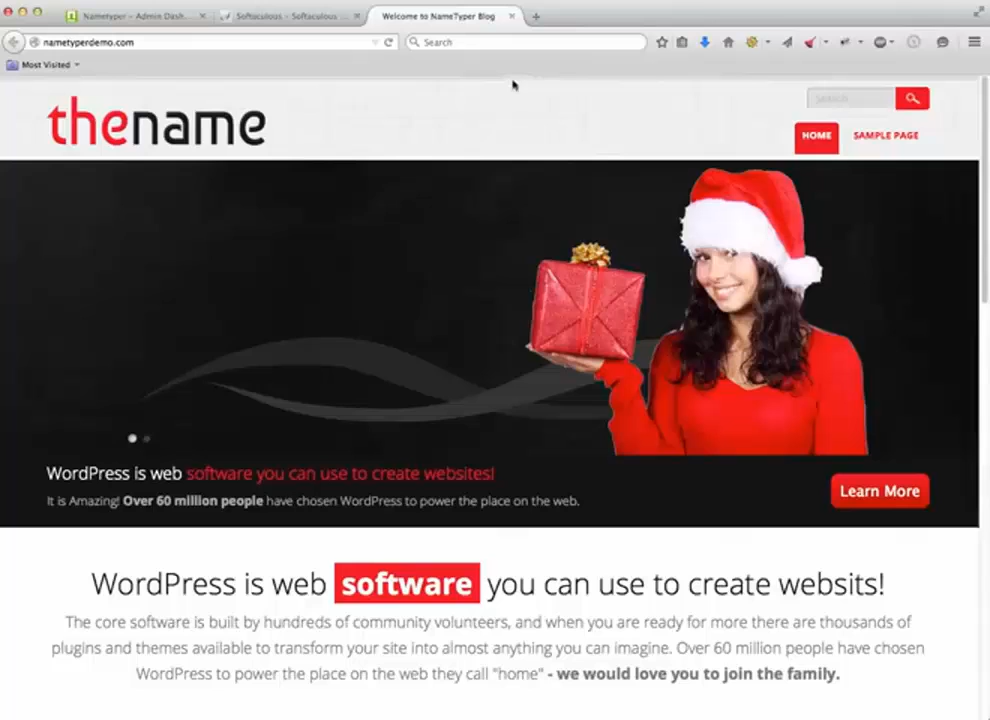 Nametyper - Admin Dash...
Softaculous - Softaculous ...
Welcome to NameTyper Blog
nametyperdemo.com
Search
Most Visited
thename
Search
HOME
SAMPLE PAGE
WordPress is web software you can use to create websites!
It is Amazing! Over 60 million people have chosen WordPress to power the place on the web.
Learn More
WordPress is web software you can use to create websits!
The core software is built by hundreds of community volunteers, and when you are ready for more there are thousands of
plugins and themes available to transform your site into almost anything you can imagine. Over 60 million people have chosen
WordPress to power the place on the web they call "home" - we would love you to join the family.